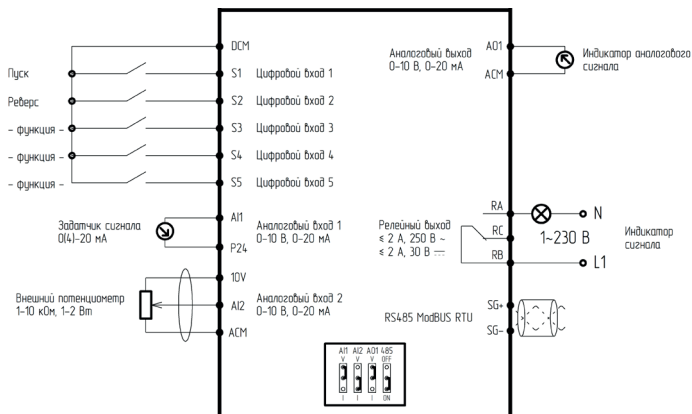 DCM
Пуск
S1 Цифровой вход 1
Реверс
S2 Цифровой вход 2
- функция -
S3 Цифровой вход 3
- функция -
S4 Цифровой вход 4
- функция -
S5 Цифровой вход 5
Задатчик сигнала
0(4)-20 мА
AI1
P24
Аналоговый вход 1
0-10 В, 0-20 мА
Внешний потенциометр
1-10 кОм, 1-2 Вт
10V
AI2
ACM
Аналоговый вход 2
0-10 В, 0-20 мА
Аналоговый выход
0-10 В, 0-20 мА
AO1
ACM
Индикатор аналогового
сигнала
Релейный выход
≤ 2 А, 250 В ~
≤ 2 А, 30 В ⎓
RA
RC
RB
N
1~230 В
L1
Индикатор
сигнала
RS485 ModBUS RTU
SG+
SG-
AI1 AI2 AO1 485
V V V OFF
I I I ON